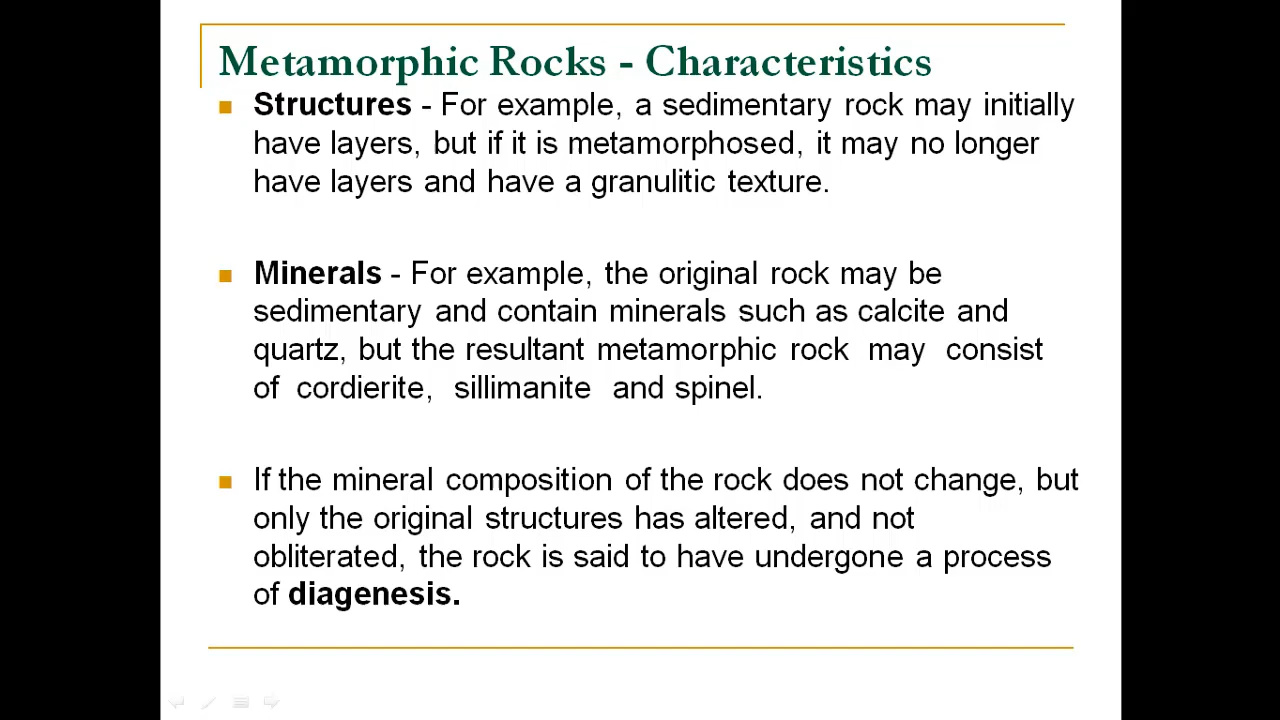 Metamorphic Rocks - Characteristics
Structures - For example, a sedimentary rock may initially
have layers, but if it is metamorphosed, it may no longer
have layers and have a granulitic texture.
Minerals - For example, the original rock may be
sedimentary and contain minerals such as calcite and
quartz, but the resultant metamorphic rock may consist
of cordierite, sillimanite and spinel.
If the mineral composition of the rock does not change, but
only the original structures has altered, and not
obliterated, the rock is said to have undergone a process
of diagenesis.